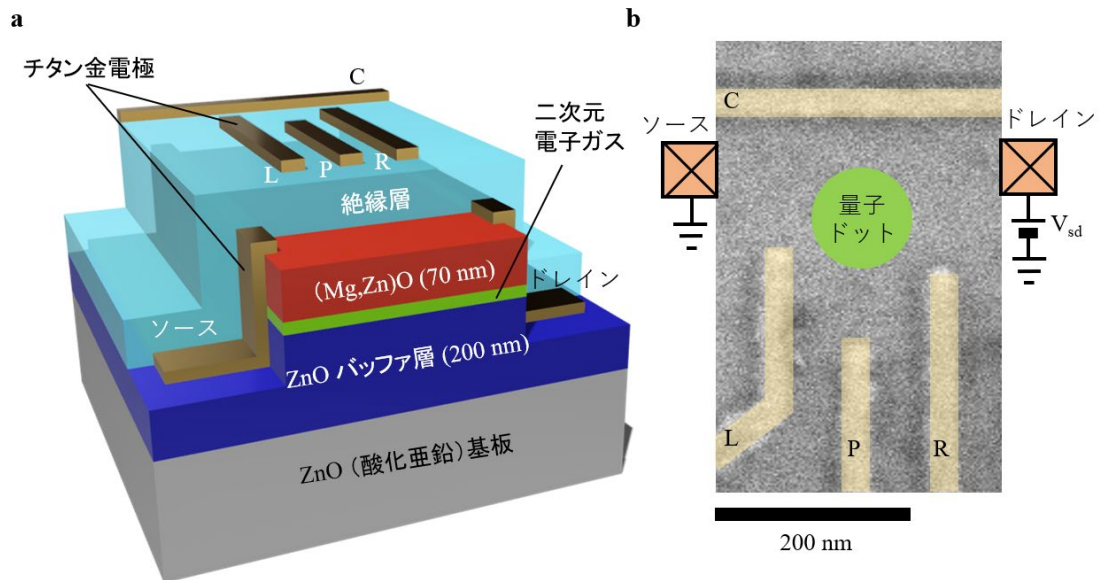 a
チタン金電極
C
二次元
電子ガス
L
P
R
絶縁層
(Mg,Zn)O (70 nm)
ドレイン
ソース
ZnO バッファ層 (200 nm)
ZnO (酸化亜鉛) 基板
b
C
ソース
ドレイン
量子
ドット
Vsd
L
P
R
200 nm